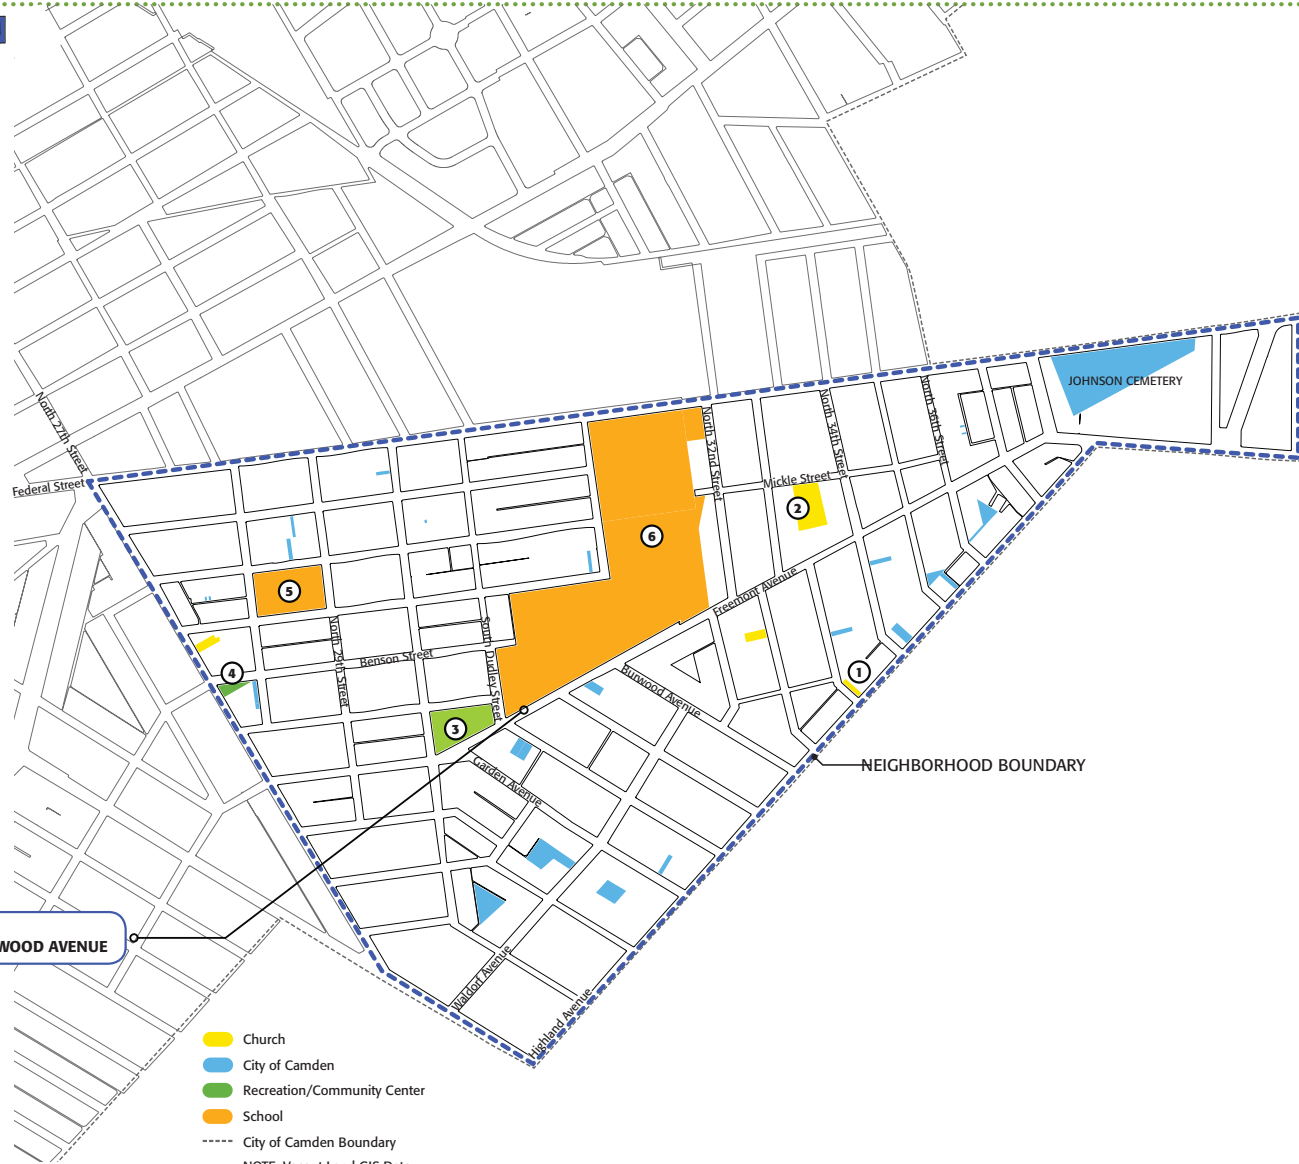 North 27th Street
Federal Street
JOHNSON CEMETERY
North 32nd Street
North 34th Street
North 36th Street
Mickle Street
2
6
5
Freemont Avenue
North 29th Street
Benson Street
South Dudley Street
4
1
Burwood Avenue
3
Garden Avenue
NEIGHBORHOOD BOUNDARY
WOOD AVENUE
Waldorf Avenue
Highland Avenue
Church
City of Camden
Recreation/Community Center
School
City of Camden Boundary